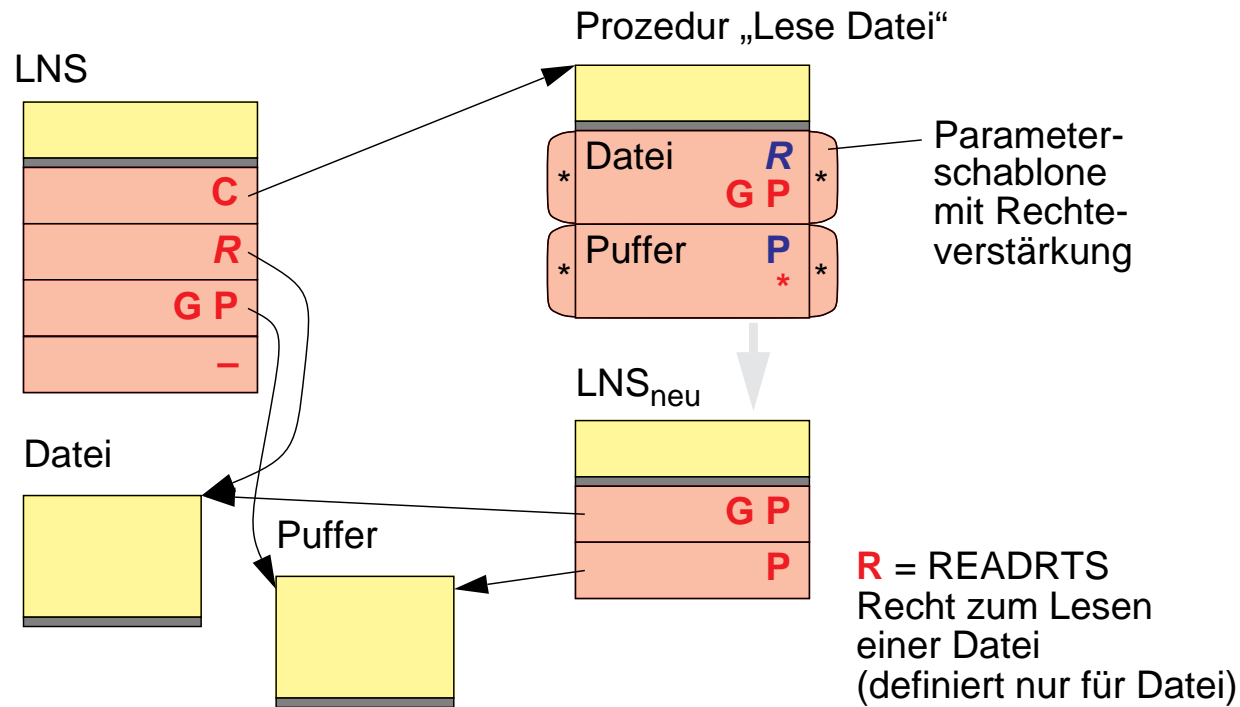 Prozedur „Lese Datei“
LNS
C
R
G P
–
* Datei R *
G P
* Puffer P *
*
Parameter-
schablone
mit Rechte-
verstärkung
LNSneu
G P
P
Datei
Puffer
R = READRTS
Recht zum Lesen
einer Datei
(definiert nur für Datei)